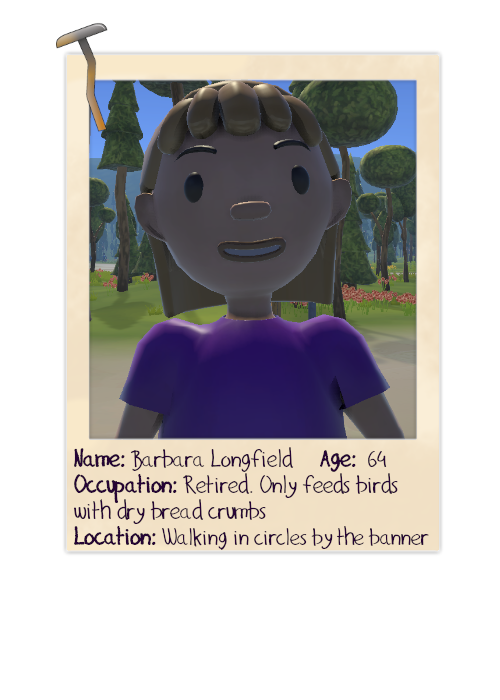 Name: Barbara Longfield Age: 64
Occupation: Retired. Only feeds birds
with dry bread crumbs
Location: Walking in circles by the banner